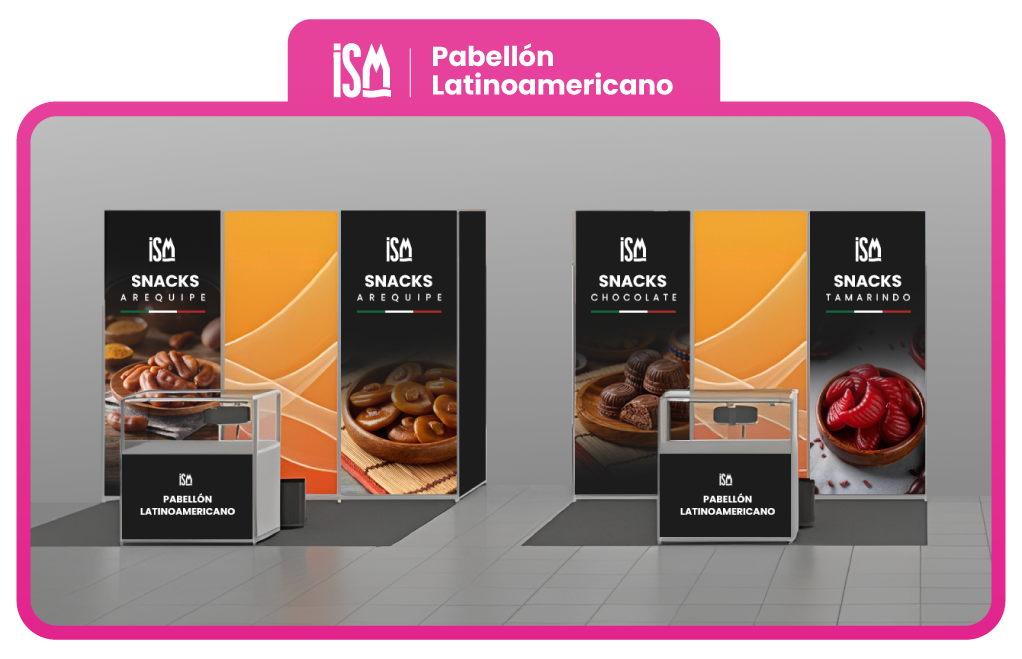 ISM
Pabellón
Latinoamericano
ISM
SNACKS
AREQUIPE
ISM
SNACKS
AREQUIPE
ISM
SNACKS
CHOCOLATE
ISM
SNACKS
TAMARINDO
ISM
PABELLÓN
LATINOAMERICANO
ISM
PABELLÓN
LATINOAMERICANO